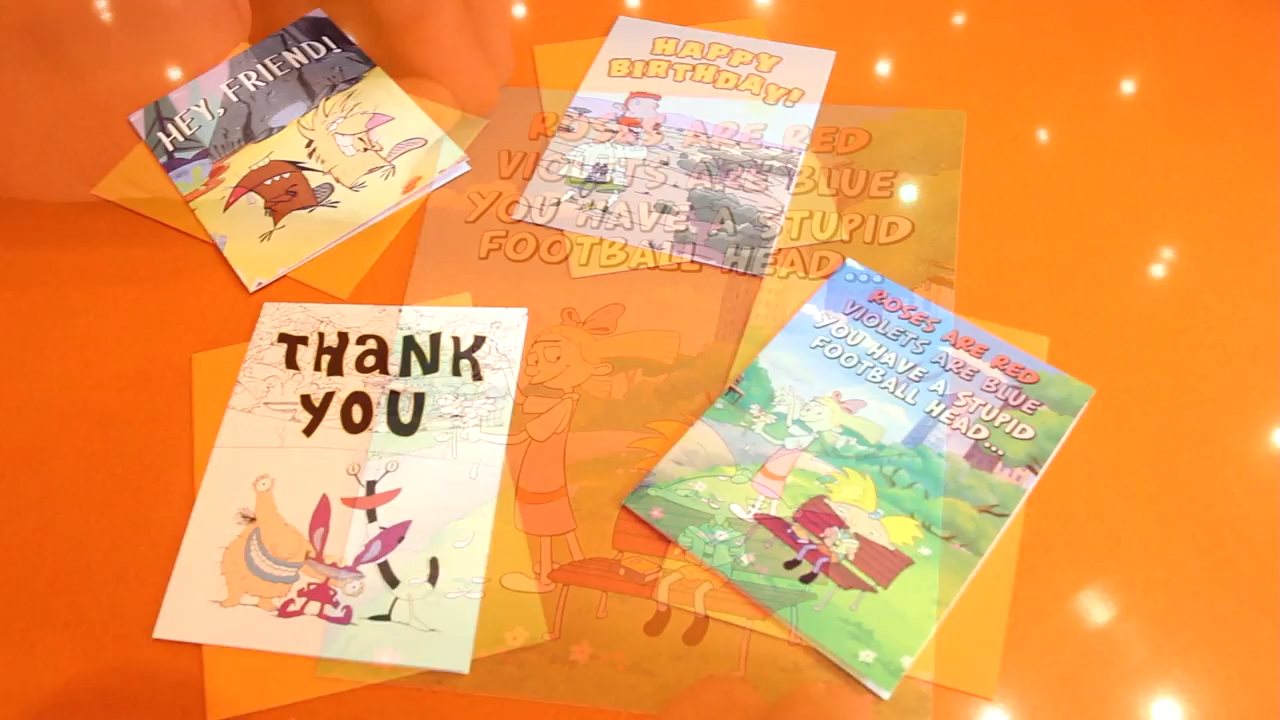 HEY, FRIEND!
HAPPY
BIRTHDAY!
ROSES ARE RED
VIOLETS ARE BLUE
YOU HAVE A STUPID
FOOTBALL HEAD...
THANK
YOU
ROSES ARE RED
VIOLETS ARE BLUE
YOU HAVE A STUPID
FOOTBALL HEAD...